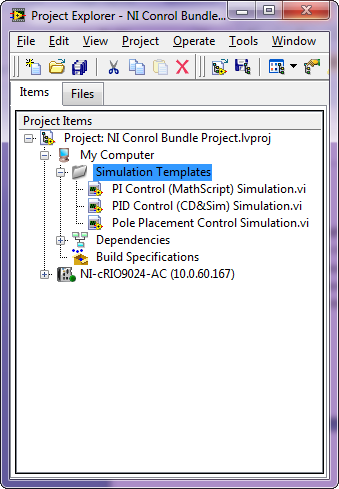 Project Explorer - NI Conrol Bundle...
File Edit View Project Operate Tools Window
Items Files
Project Items
Project: NI Conrol Bundle Project.lvproj
My Computer
Simulation Templates
PI Control (MathScript) Simulation.vi
PID Control (CD&Sim) Simulation.vi
Pole Placement Control Simulation.vi
Dependencies
Build Specifications
NI-cRIO9024-AC (10.0.60.167)